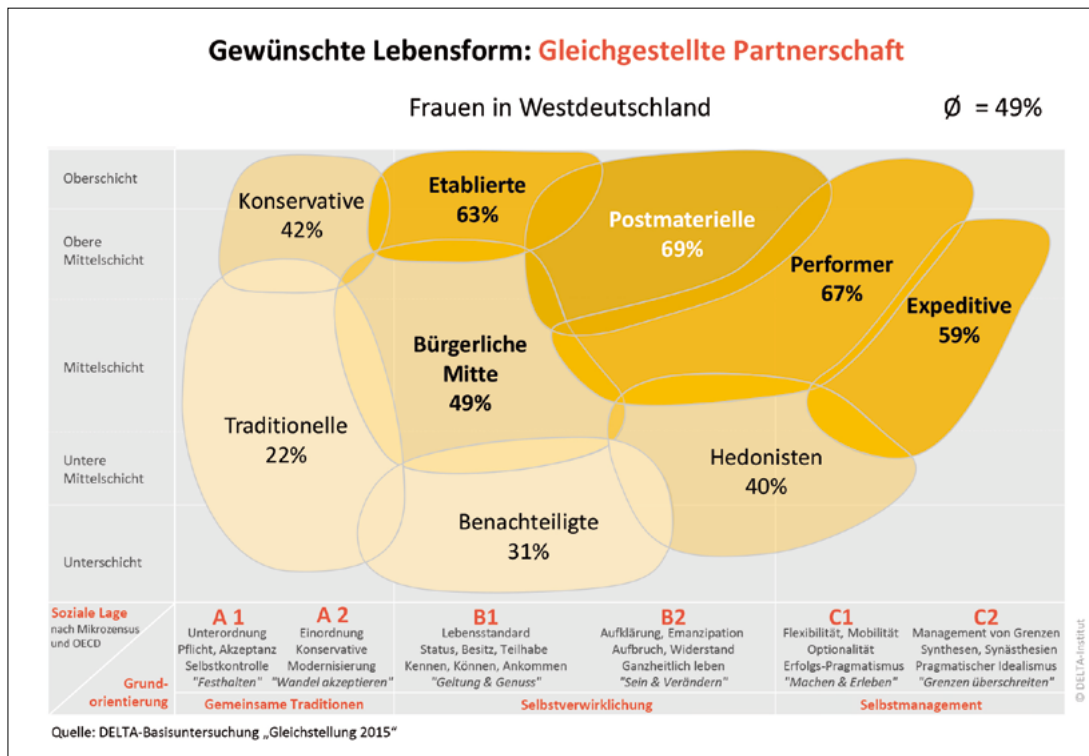 Gewünschte Lebensform: Gleichgestellte Partnerschaft
Frauen in Westdeutschland
Ø = 49%
Oberschicht
Obere
Mittelschicht
Mittelschicht
Untere
Mittelschicht
Unterschicht
Konservative
42%
Etablierte
63%
Postmaterielle
69%
Performer
67%
Expeditive
59%
Bürgerliche
Mitte
49%
Traditionelle
22%
Hedonisten
40%
Benachteiligte
31%
Soziale Lage
nach Mikrozensus
und OECD
Grund-
orientierung
A 1
Unterordnung
Pflicht, Akzeptanz
Selbstkontrolle
"Festhalten"
A 2
Einordnung
Konservative
Modernisierung
"Wandel akzeptieren"
Gemeinsame Traditionen
B1
Lebensstandard
Status, Besitz, Teilhabe
Kennen, Können, Ankommen
"Geltung & Genuss"
B2
Aufklärung, Emanzipation
Aufbruch, Widerstand
Ganzheitlich leben
"Sein & Verändern"
Selbstverwirklichung
C1
Flexibilität, Mobilität
Optionalität
Erfolgs-Pragmatismus
"Machen & Erleben"
C2
Management von Grenzen
Synthesen, Synästhesien
Pragmatischer Idealismus
"Grenzen überschreiten"
Selbstmanagement
© DELTA-Institut
Quelle: DELTA-Basisuntersuchung „Gleichstellung 2015“